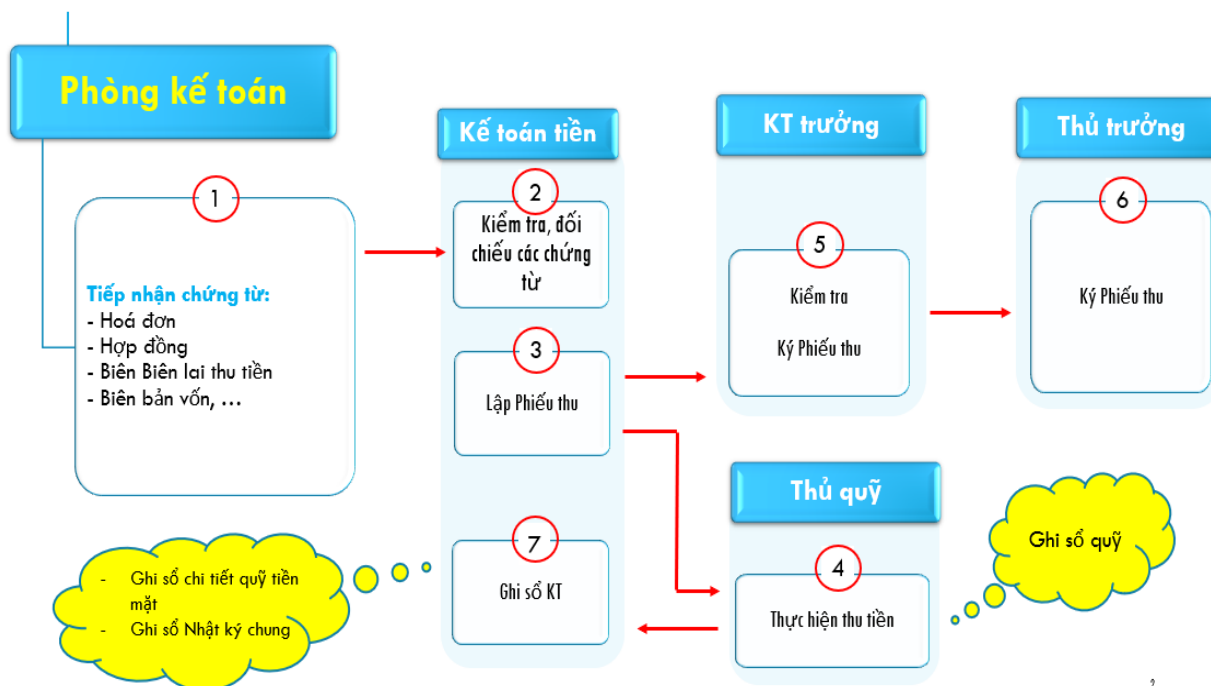 Phòng kế toán
1
Tiếp nhận chứng từ:
- Hoá đơn
- Hợp đồng
- Biên Biên lai thu tiền
- Biên bản vốn, ...
Kế toán tiền
2
Kiểm tra, đối
chiếu các chứng
từ
3
Lập Phiếu thu
7
Ghi sổ KT
- Ghi sổ chi tiết quỹ tiền
mặt
- Ghi sổ Nhật ký chung
KT trưởng
5
Kiểm tra
Ký Phiếu thu
Thủ trưởng
6
Ký Phiếu thu
Thủ quỹ
4
Thực hiện thu tiền
Ghi sổ quỹ